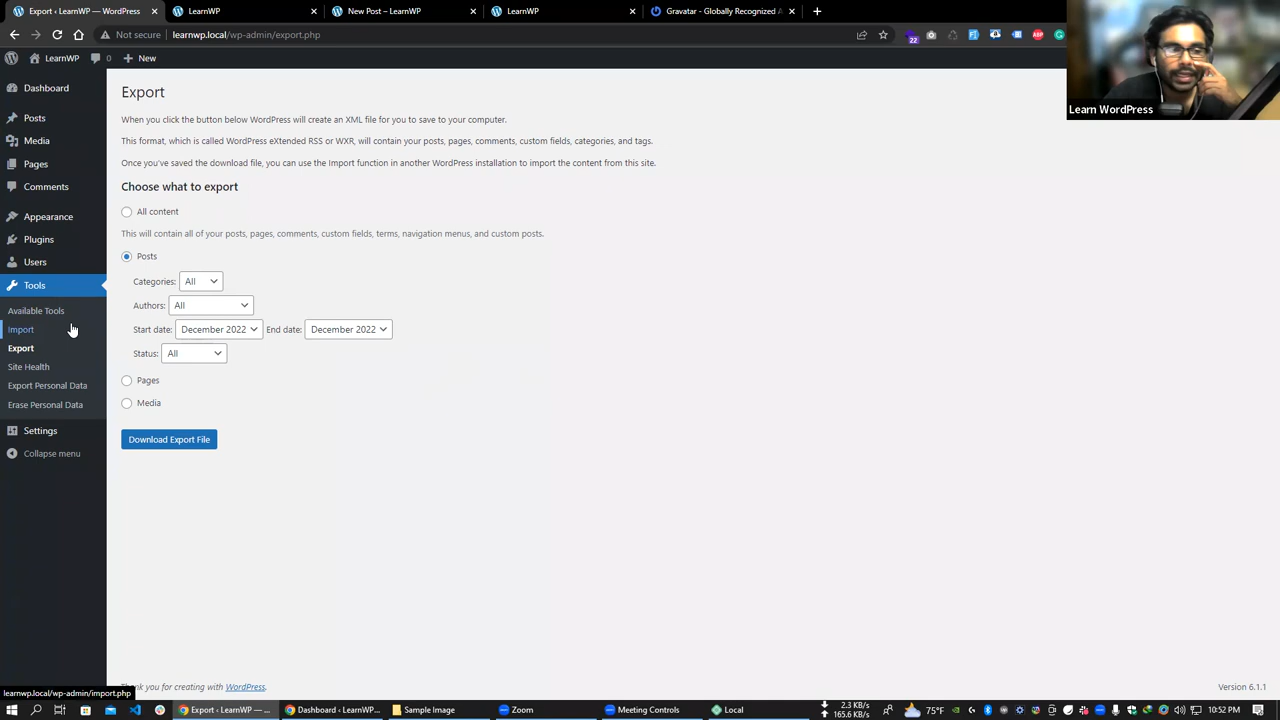 Export ‹ LearnWP — WordPress
LearnWP
New Post – LearnWP
LearnWP
Gravatar - Globally Recognized A
Not secure
learnwp.local/wp-admin/export.php
22
ABP
LearnWP
0
New
Learn WordPress
Dashboard
Posts
Media
Pages
Comments
Appearance
Plugins
Users
Tools
Available Tools
Import
Export
Site Health
Export Personal Data
Erase Personal Data
Settings
Collapse menu
Export
When you click the button below WordPress will create an XML file for you to save to your computer.
This format, which is called WordPress eXtended RSS or WXR, will contain your posts, pages, comments, custom fields, categories, and tags.
Once you've saved the download file, you can use the Import function in another WordPress installation to import the content from this site.
Choose what to export
All content
This will contain all of your posts, pages, comments, custom fields, terms, navigation menus, and custom posts.
Posts
Categories: All
Authors: All
Start date: December 2022 End date: December 2022
Status: All
Pages
Media
Download Export File
you for creating with WordPress.
Version 6.1.1
learnwp.local/wp-admin/import.php
Export ‹ LearnWP — ...
Dashboard ‹ LearnWP...
Sample Image
Zoom
Meeting Controls
Local
2.3 KB/s
165.6 KB/s
75°F
10:52 PM